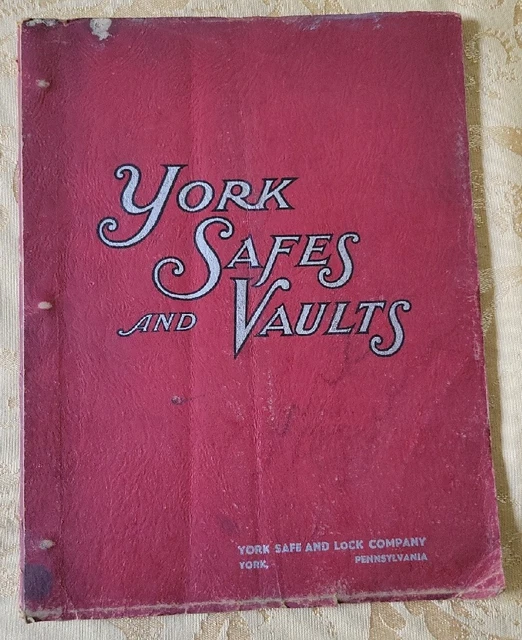 YORK
SAFES
AND VAULTS
YORK SAFE AND LOCK COMPANY
YORK, PENNSYLVANIA